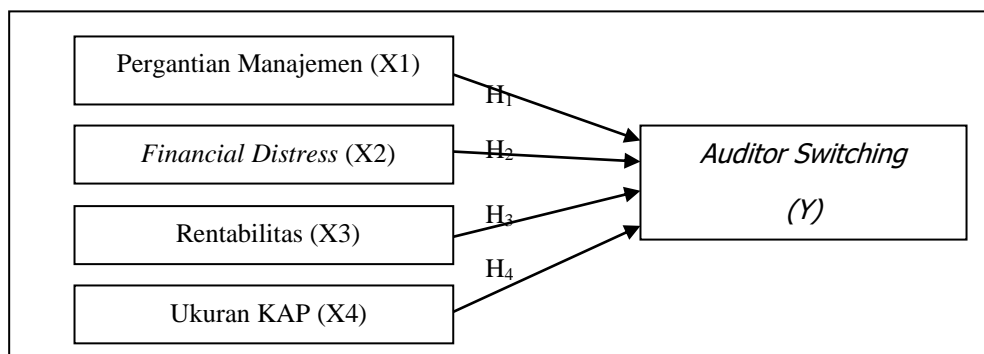 Pergantian Manajemen (X1)
H₁
Financial Distress (X2)
H₂
Auditor Switching
(Y)
Rentabilitas (X3)
H₃
H₄
Ukuran KAP (X4)